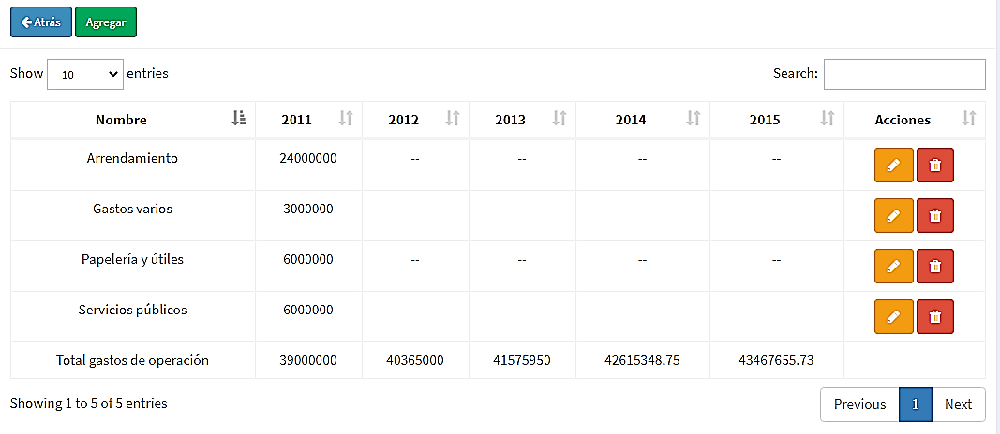 Atrás Agregar
Show 10 entries Search:
Nombre 2011 2012 2013 2014 2015 Acciones
Arrendamiento 24000000 -- -- -- --
Gastos varios 3000000 -- -- -- --
Papelería y útiles 6000000 -- -- -- --
Servicios públicos 6000000 -- -- -- --
Total gastos de operación 39000000 40365000 41575950 42615348.75 43467655.73
Showing 1 to 5 of 5 entries Previous 1 Next